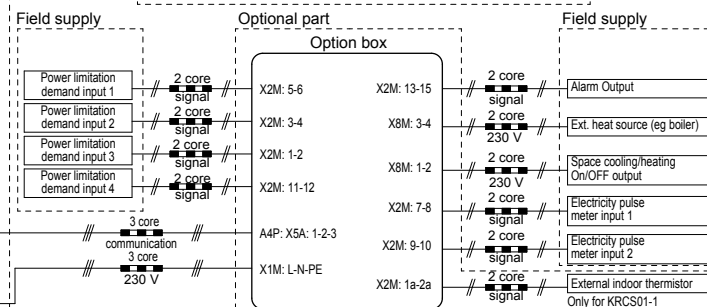 Field supply
Optional part
Field supply
Option box
Power limitation
demand input 1
2 core
signal
X2M: 5-6
X2M: 13-15
2 core
signal
Alarm Output
Power limitation
demand input 2
2 core
signal
X2M: 3-4
X8M: 3-4
2 core
230 V
Ext. heat source (eg boiler)
Power limitation
demand input 3
2 core
signal
X2M: 1-2
X8M: 1-2
2 core
230 V
Space cooling/heating
On/OFF output
Power limitation
demand input 4
2 core
signal
X2M: 11-12
X2M: 7-8
2 core
signal
Electricity pulse
meter input 1
3 core
communication
A4P: X5A: 1-2-3
X2M: 9-10
2 core
signal
Electricity pulse
meter input 2
3 core
230 V
X1M: L-N-PE
X2M: 1a-2a
2 core
signal
External indoor thermistor
Only for KRCS01-1